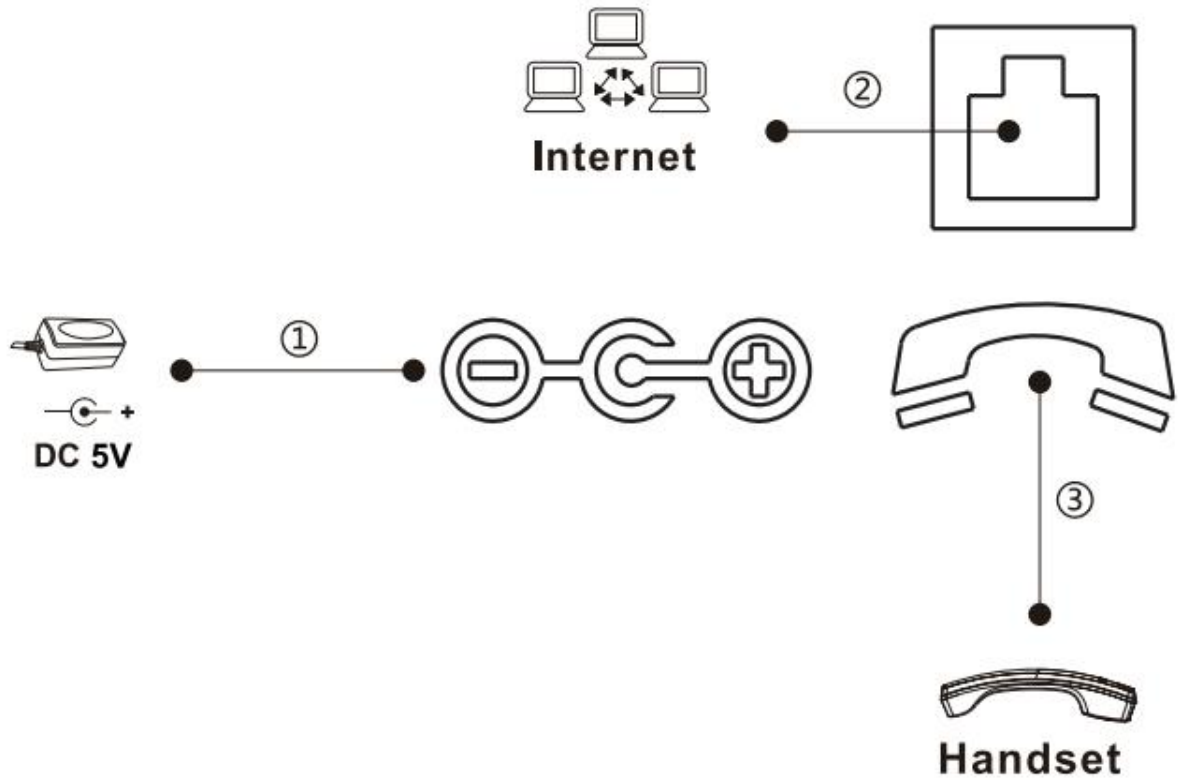 ②
Internet
①
+
DC 5V
③
Handset